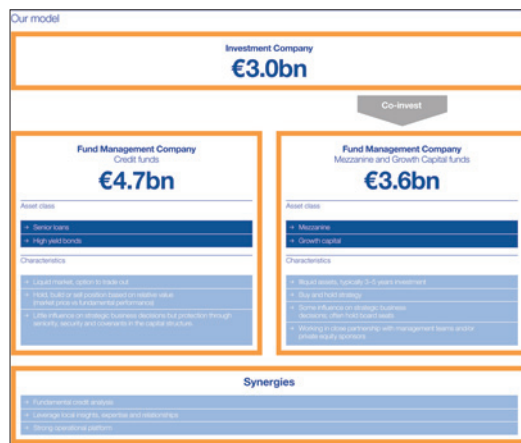 Our model
Investment Company
€3.0bn
Co-invest
Fund Management Company
Credit funds
€4.7bn
Asset class
→ Senior loans
→ High yield bonds
Characteristics
→ Liquid market, option to trade out
→ Hold, build or sell position based on relative value
(market price vs fundamental performance)
→ Little influence on strategic business decisions but protection through
seniority, security and covenants in the capital structure
Fund Management Company
Mezzanine and Growth Capital funds
€3.6bn
Asset class
→ Mezzanine
→ Growth capital
Characteristics
→ Illiquid assets, typically 3–5 years investment
→ Buy and hold strategy
→ Some influence on strategic business
decisions, often hold board seats
→ Working in close partnership with management teams and/or
private equity sponsors
Synergies
→ Fundamental credit analysis
→ Leverage local insights, expertise and relationships
→ Strong operational platform